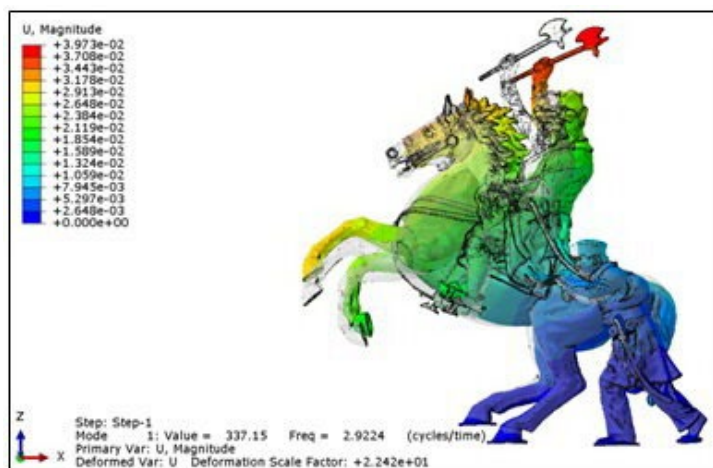 U, Magnitude
+3.973e-02
+3.708e-02
+3.443e-02
+3.178e-02
+2.913e-02
+2.648e-02
+2.384e-02
+2.119e-02
+1.854e-02
+1.589e-02
+1.324e-02
+1.059e-02
+7.945e-03
+5.297e-03
+2.648e-03
+0.000e+00
Z
X
Step: Step-1
Mode 1: Value = 337.15 Freq = 2.9224 (cycles/time)
Primary Var: U, Magnitude
Deformed Var: U Deformation Scale Factor: +2.242e+01